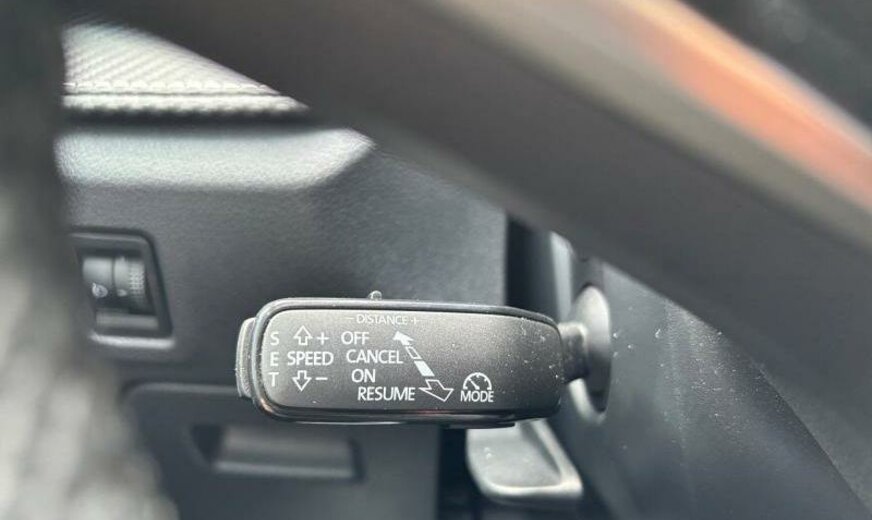 - DISTANCE +
S + OFF
E SPEED CANCEL
T - ON
RESUME MODE